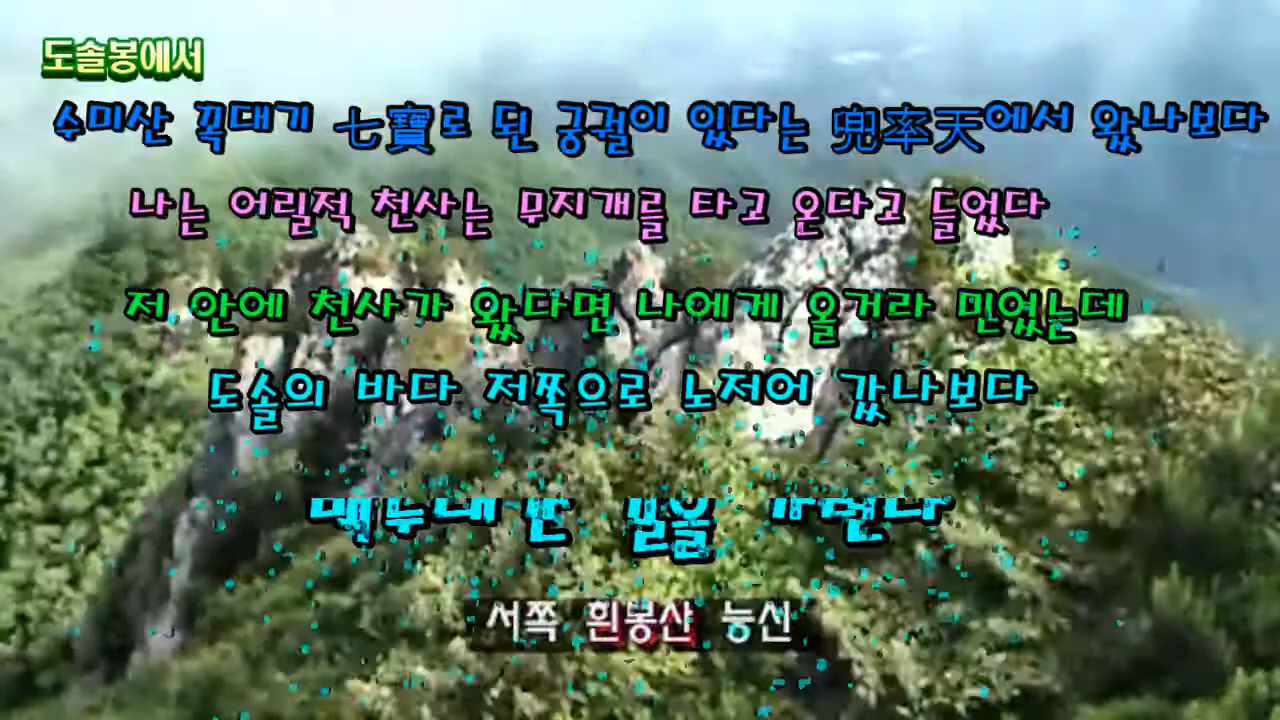 도솔봉에서
수미산 꼭대기 七寶로 된 궁궐이 있다는 兜率天에서 왔나보다
나는 어릴적 천사는 무지개를 타고 온다고 들었다
저 안에 천사가 왔다면 나에게 올거라 믿었는데
도솔의 바다 저쪽으로 노저어 갔나보다
서쪽 흰봉산 능선